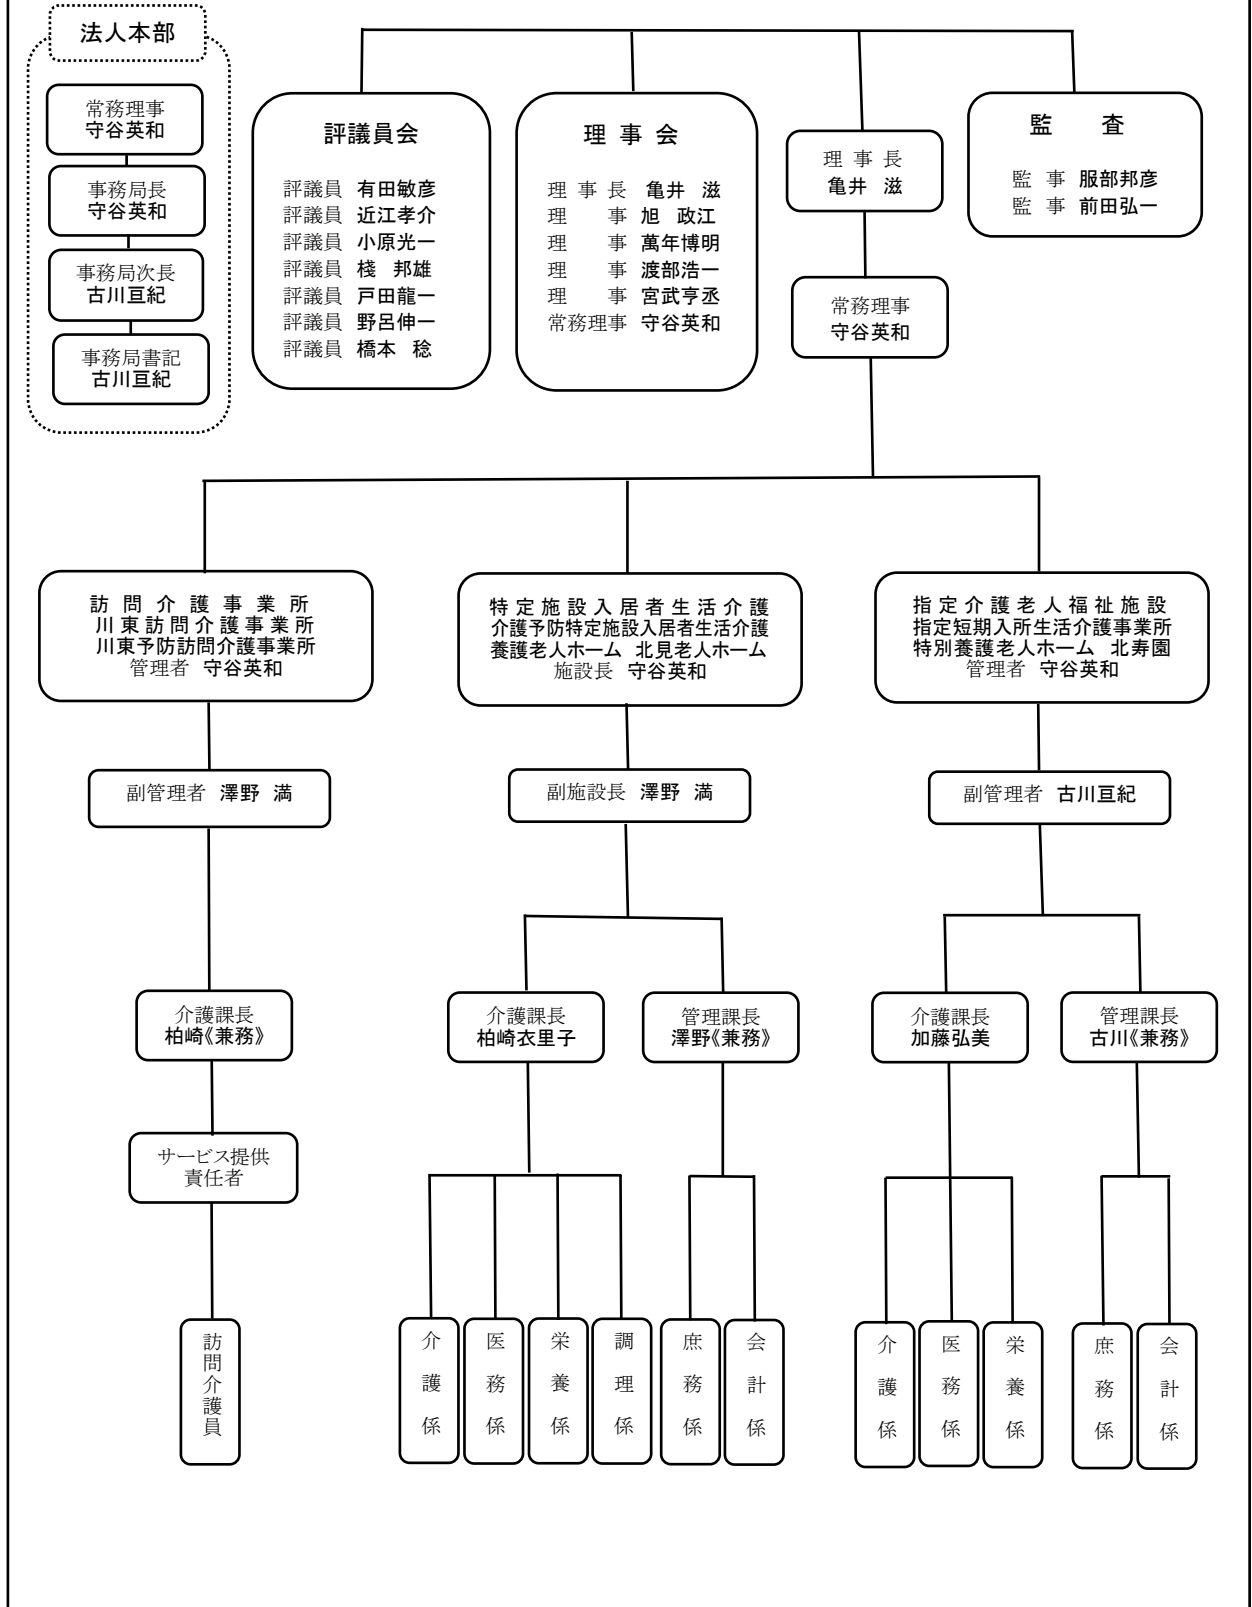 法人本部
常務理事
守谷英和
事務局長
守谷英和
事務局次長
古川亘紀
事務局書記
古川亘紀
評議員会
評議員 有田敏彦
評議員 近江孝介
評議員 小原光一
評議員 棧 邦雄
評議員 戸田龍一
評議員 野呂伸一
評議員 橋本 稔
理 事 会
理 事 長 亀井 滋
理 事 旭 政江
理 事 萬年博明
理 事 渡部浩一
理 事 宮武亨丞
常務理事 守谷英和
理 事 長
亀井 滋
常務理事
守谷英和
監 査
監 事 服部邦彦
監 事 前田弘一
訪 問 介 護 事 業 所
川東訪問介護事業所
川東予防訪問介護事業所
管理者 守谷英和
特定施設入居者生活介護
介護予防特定施設入居者生活介護
養護老人ホーム 北見老人ホーム
施設長 守谷英和
指定介護老人福祉施設
指定短期入所生活介護事業所
特別養護老人ホーム 北寿園
管理者 守谷英和
副管理者 澤野 満
副施設長 澤野 満
副管理者 古川亘紀
介護課長
柏崎《兼務》
介護課長
柏崎衣里子
管理課長
澤野《兼務》
介護課長
加藤弘美
管理課長
古川《兼務》
サービス提供
責任者
訪問介護員
介護係
医務係
栄養係
調理係
庶務係
会計係
介護係
医務係
栄養係
庶務係
会計係